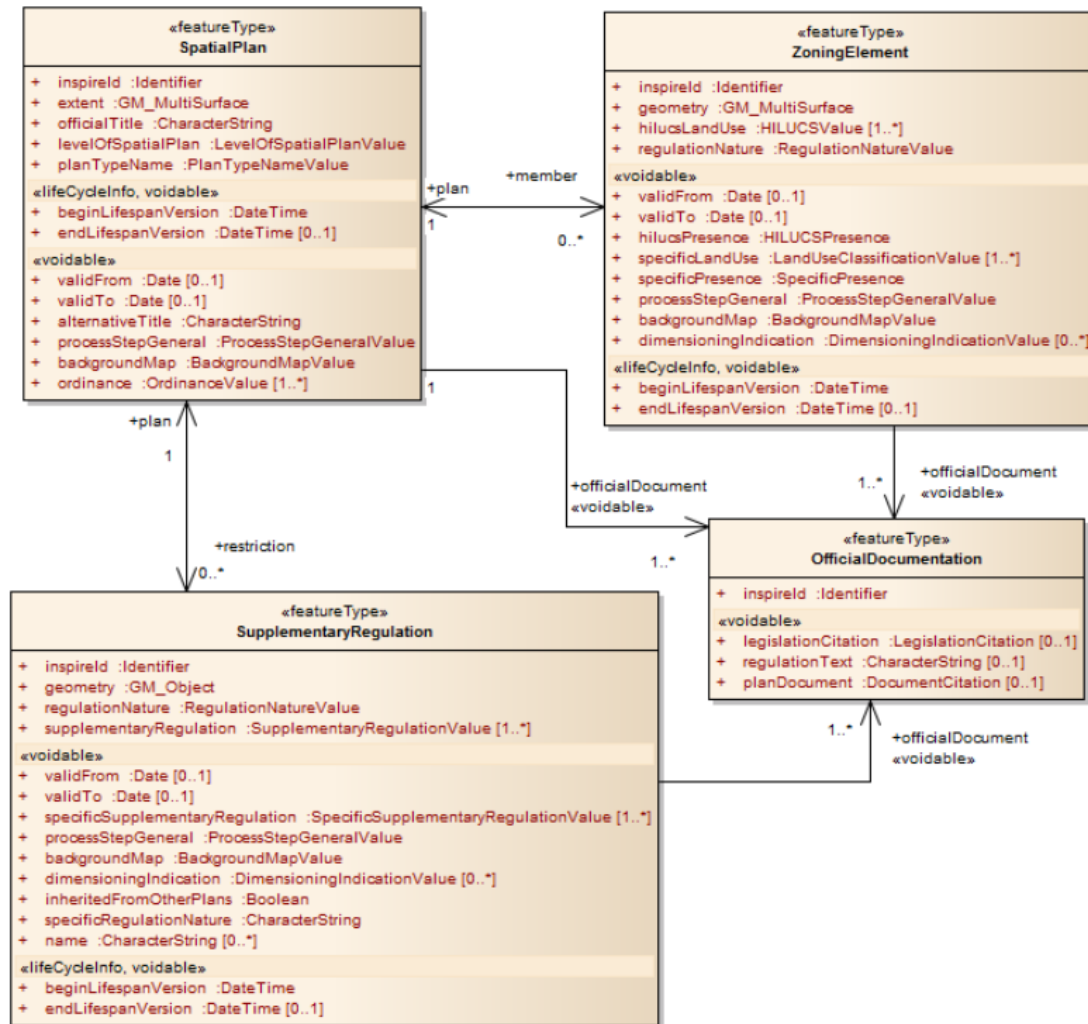 «featureType»
SpatialPlan
+ inspireId :Identifier
+ extent :GM_MultiSurface
+ officialTitle :CharacterString
+ levelOfSpatialPlan :LevelOfSpatialPlanValue
+ planTypeName :PlanTypeNameValue
«lifeCycleInfo, voidable»
+ beginLifespanVersion :DateTime
+ endLifespanVersion :DateTime [0..1]
«voidable»
+ validFrom :Date [0..1]
+ validTo :Date [0..1]
+ alternativeTitle :CharacterString
+ processStepGeneral :ProcessStepGeneralValue
+ backgroundMap :BackgroundMapValue
+ ordinance :OrdinanceValue [1..*]
«featureType»
ZoningElement
+ inspireId :Identifier
+ geometry :GM_MultiSurface
+ hilucsLandUse :HILUCSValue [1..*]
+ regulationNature :RegulationNatureValue
«voidable»
+ validFrom :Date [0..1]
+ validTo :Date [0..1]
+ hilucsPresence :HILUCSPresence
+ specificLandUse :LandUseClassificationValue [1..*]
+ specificPresence :SpecificPresence
+ processStepGeneral :ProcessStepGeneralValue
+ backgroundMap :BackgroundMapValue
+ dimensioningIndication :DimensioningIndicationValue [0..*]
«lifeCycleInfo, voidable»
+ beginLifespanVersion :DateTime
+ endLifespanVersion :DateTime [0..1]
+plan
1
+member
0..*
1
+officialDocument
«voidable»
1..*
+officialDocument
«voidable»
1..*
+plan
1
+restriction
0..*
«featureType»
OfficialDocumentation
+ inspireId :Identifier
«voidable»
+ legislationCitation :LegislationCitation [0..1]
+ regulationText :CharacterString [0..1]
+ planDocument :DocumentCitation [0..1]
1..*
+officialDocument
«voidable»
«featureType»
SupplementaryRegulation
+ inspireId :Identifier
+ geometry :GM_Object
+ regulationNature :RegulationNatureValue
+ supplementaryRegulation :SupplementaryRegulationValue [1..*]
«voidable»
+ validFrom :Date [0..1]
+ validTo :Date [0..1]
+ specificSupplementaryRegulation :SpecificSupplementaryRegulationValue [1..*]
+ processStepGeneral :ProcessStepGeneralValue
+ backgroundMap :BackgroundMapValue
+ dimensioningIndication :DimensioningIndicationValue [0..*]
+ inheritedFromOtherPlans :Boolean
+ specificRegulationNature :CharacterString
+ name :CharacterString [0..*]
«lifeCycleInfo, voidable»
+ beginLifespanVersion :DateTime
+ endLifespanVersion :DateTime [0..1]